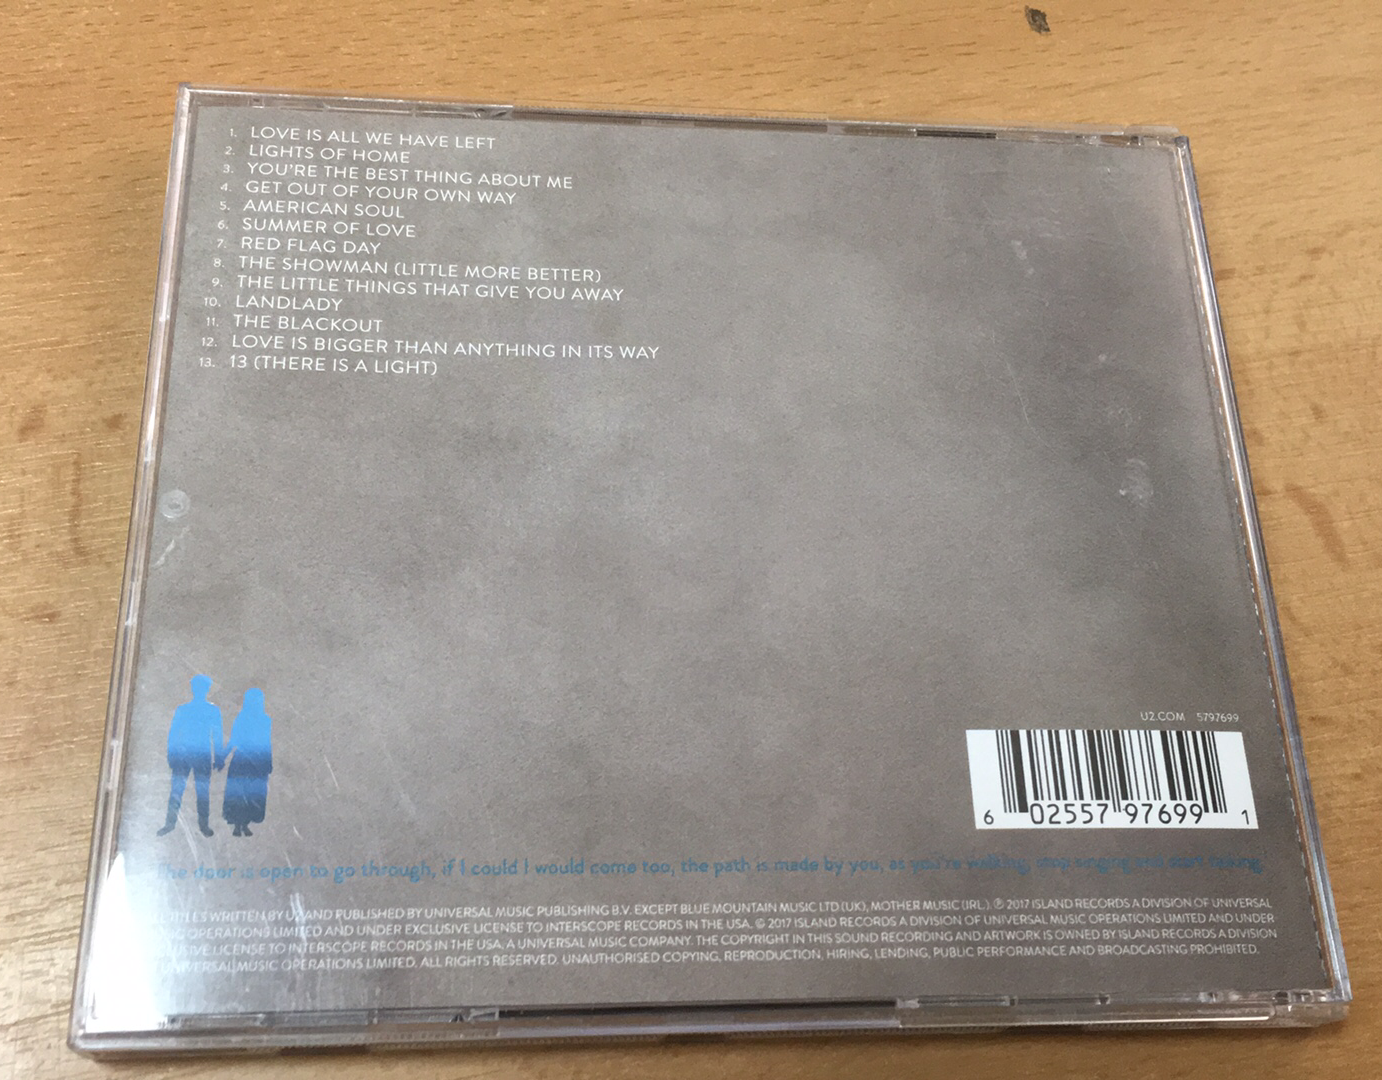 1. LOVE IS ALL WE HAVE LEFT
2. LIGHTS OF HOME
3. YOU'RE THE BEST THING ABOUT ME
4. GET OUT OF YOUR OWN WAY
5. AMERICAN SOUL
6. SUMMER OF LOVE
7. RED FLAG DAY
8. THE SHOWMAN (LITTLE MORE BETTER)
9. THE LITTLE THINGS THAT GIVE YOU AWAY
10. LANDLADY
11. THE BLACKOUT
12. LOVE IS BIGGER THAN ANYTHING IN ITS WAY
13. 13 (THERE IS A LIGHT)
U2.COM 5797699
6 02557 97699 1
The door is open to go through, if I could I would come too, the path is made by you, as you're walking, stop singing and start talking,
WRITTEN BY U2 AND PUBLISHED BY UNIVERSAL MUSIC PUBLISHING B.V. EXCEPT BLUE MOUNTAIN MUSIC LTD (UK), MOTHER MUSIC (IRL). ℗ 2017 ISLAND RECORDS A DIVISION OF UNIVERSAL
OPERATIONS LIMITED AND UNDER EXCLUSIVE LICENSE TO INTERSCOPE RECORDS IN THE USA. © 2017 ISLAND RECORDS A DIVISION OF UNIVERSAL MUSIC OPERATIONS LIMITED AND UNDER
LICENSE TO INTERSCOPE RECORDS IN THE USA, A UNIVERSAL MUSIC COMPANY. THE COPYRIGHT IN THIS SOUND RECORDING AND ARTWORK IS OWNED BY ISLAND RECORDS A DIVISION
UNIVERSAL MUSIC OPERATIONS LIMITED. ALL RIGHTS RESERVED. UNAUTHORISED COPYING, REPRODUCTION, HIRING, LENDING, PUBLIC PERFORMANCE AND BROADCASTING PROHIBITED.